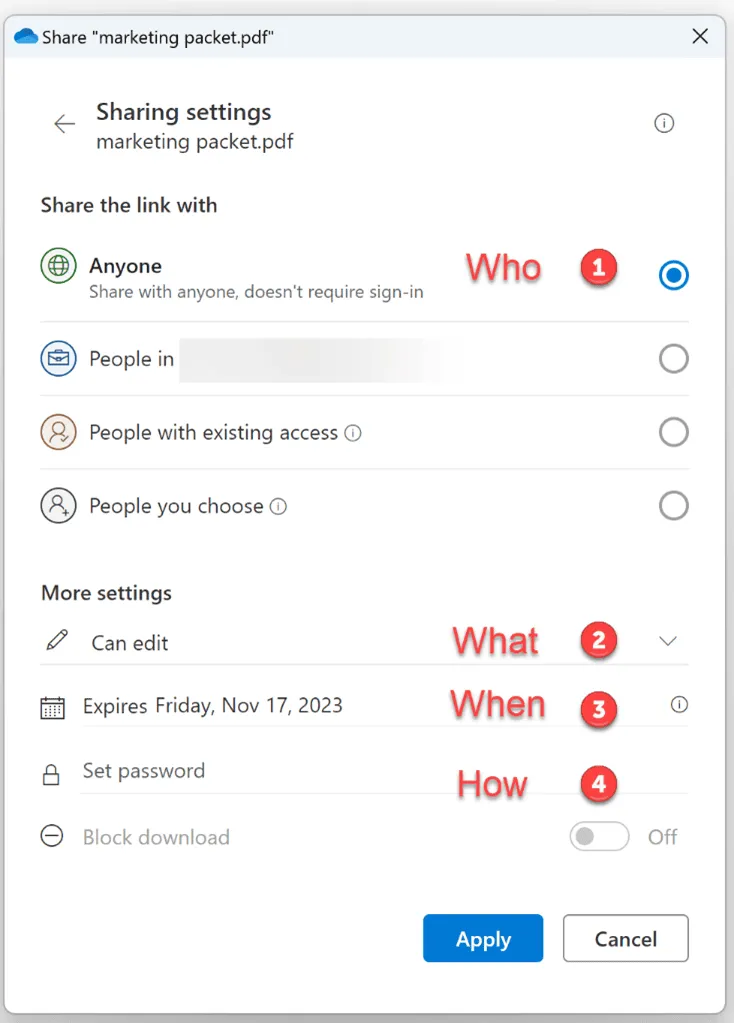 Share "marketing packet.pdf"
Sharing settings
marketing packet.pdf
Share the link with
Anyone
Share with anyone, doesn't require sign-in
Who 1
People in
People with existing access
People you choose
More settings
Can edit What 2
Expires Friday, Nov 17, 2023 When 3
Set password How 4
Block download Off
Apply Cancel